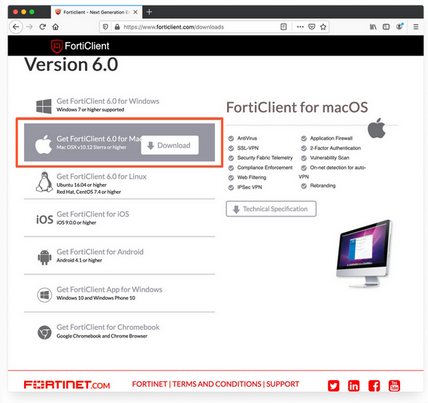 FortiClient - Next Generation E
https://www.forticlient.com/downloads
FortiClient
Version 6.0
Get FortiClient 6.0 for Windows
Windows 7 or higher supported
Get FortiClient 6.0 for Mac
Mac OSX v10.12 Sierra or higher
Download
Get FortiClient 6.0 for Linux
Ubuntu 16.04 or higher
Red Hat, CentOS 7.4 or higher
iOS
Get FortiClient for iOS
iOS 9.0.0 or higher
Get FortiClient for Android
Android 4.1 or higher
Get FortiClient App for Windows
Windows 10 and Windows Phone 10
Get FortiClient for Chromebook
Google Chromebook and Chrome Browser
FortiClient for macOS
AntiVirus
SSL-VPN
Security Fabric Telemetry
Compliance Enforcement
Web Filtering
IPSec VPN
Application Firewall
2-Factor Authentication
Vulnerability Scan
On-net detection for auto-
VPN
Rebranding
Technical Specification
FORTINET.COM
FORTINET | TERMS AND CONDITIONS | SUPPORT